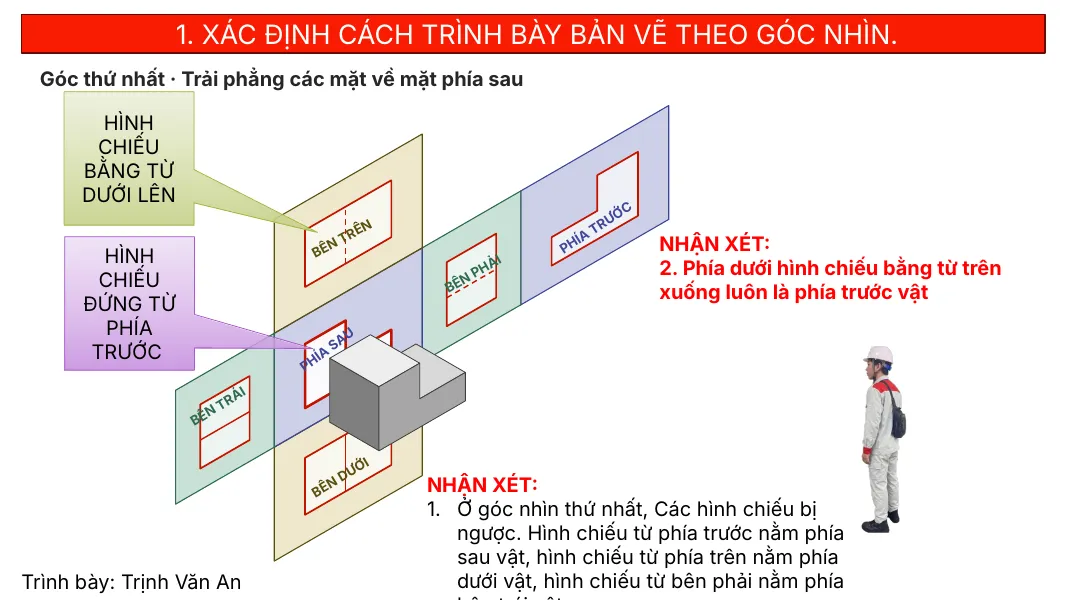 1. XÁC ĐỊNH CÁCH TRÌNH BÀY BẢN VẼ THEO GÓC NHÌN.
Góc thứ nhất · Trải phẳng các mặt về mặt phía sau
HÌNH
CHIẾU
BẰNG TỪ
DƯỚI LÊN
BÊN TRÊN
PHÍA TRƯỚC
BÊN PHẢI
HÌNH
CHIẾU
ĐỨNG TỪ
PHÍA
TRƯỚC
NHẬN XÉT:
2. Phía dưới hình chiếu bằng từ trên
xuống luôn là phía trước vật
PHÍA SAU
BÊN TRÁI
BÊN DƯỚI
NHẬN XÉT:
1. Ở góc nhìn thứ nhất, Các hình chiếu bị
ngược. Hình chiếu từ phía trước nằm phía
sau vật, hình chiếu từ phía trên nằm phía
dưới vật, hình chiếu từ bên phải nằm phía
Trình bày: Trịnh Văn An